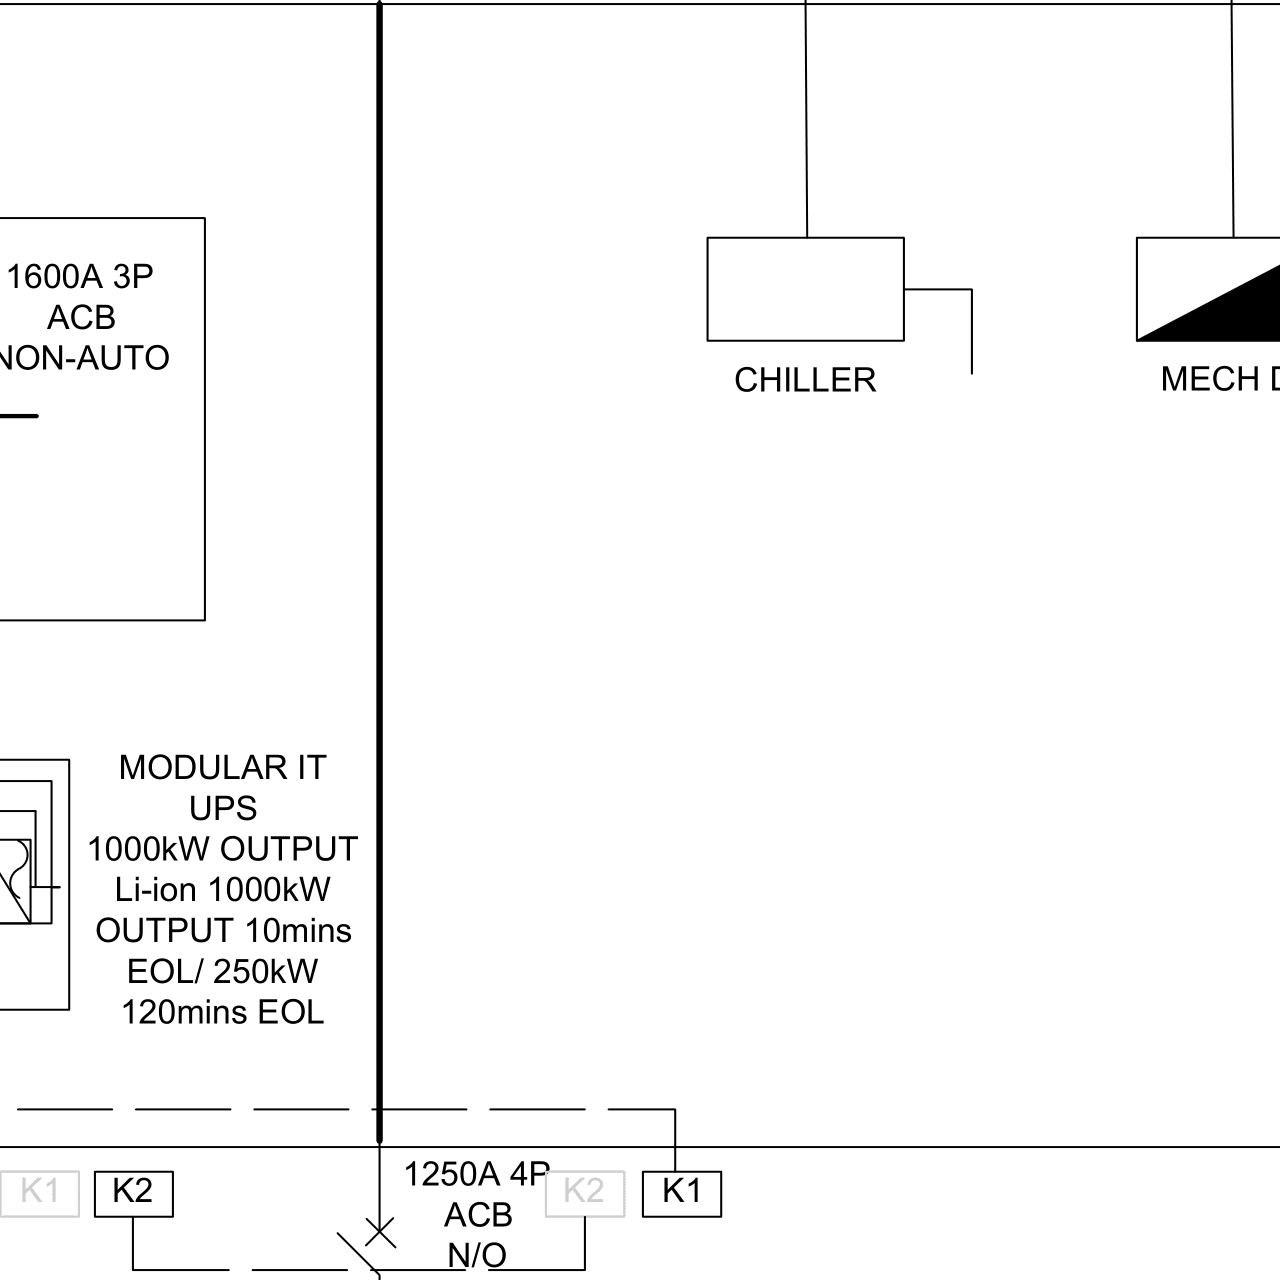 1600A 3P
ACB
NON-AUTO
CHILLER
MECH
MODULAR IT
UPS
1000kW OUTPUT
Li-ion 1000kW
OUTPUT 10mins
EOL/ 250kW
120mins EOL
K1
K2
1250A 4P
ACB
N/O
K2
K1